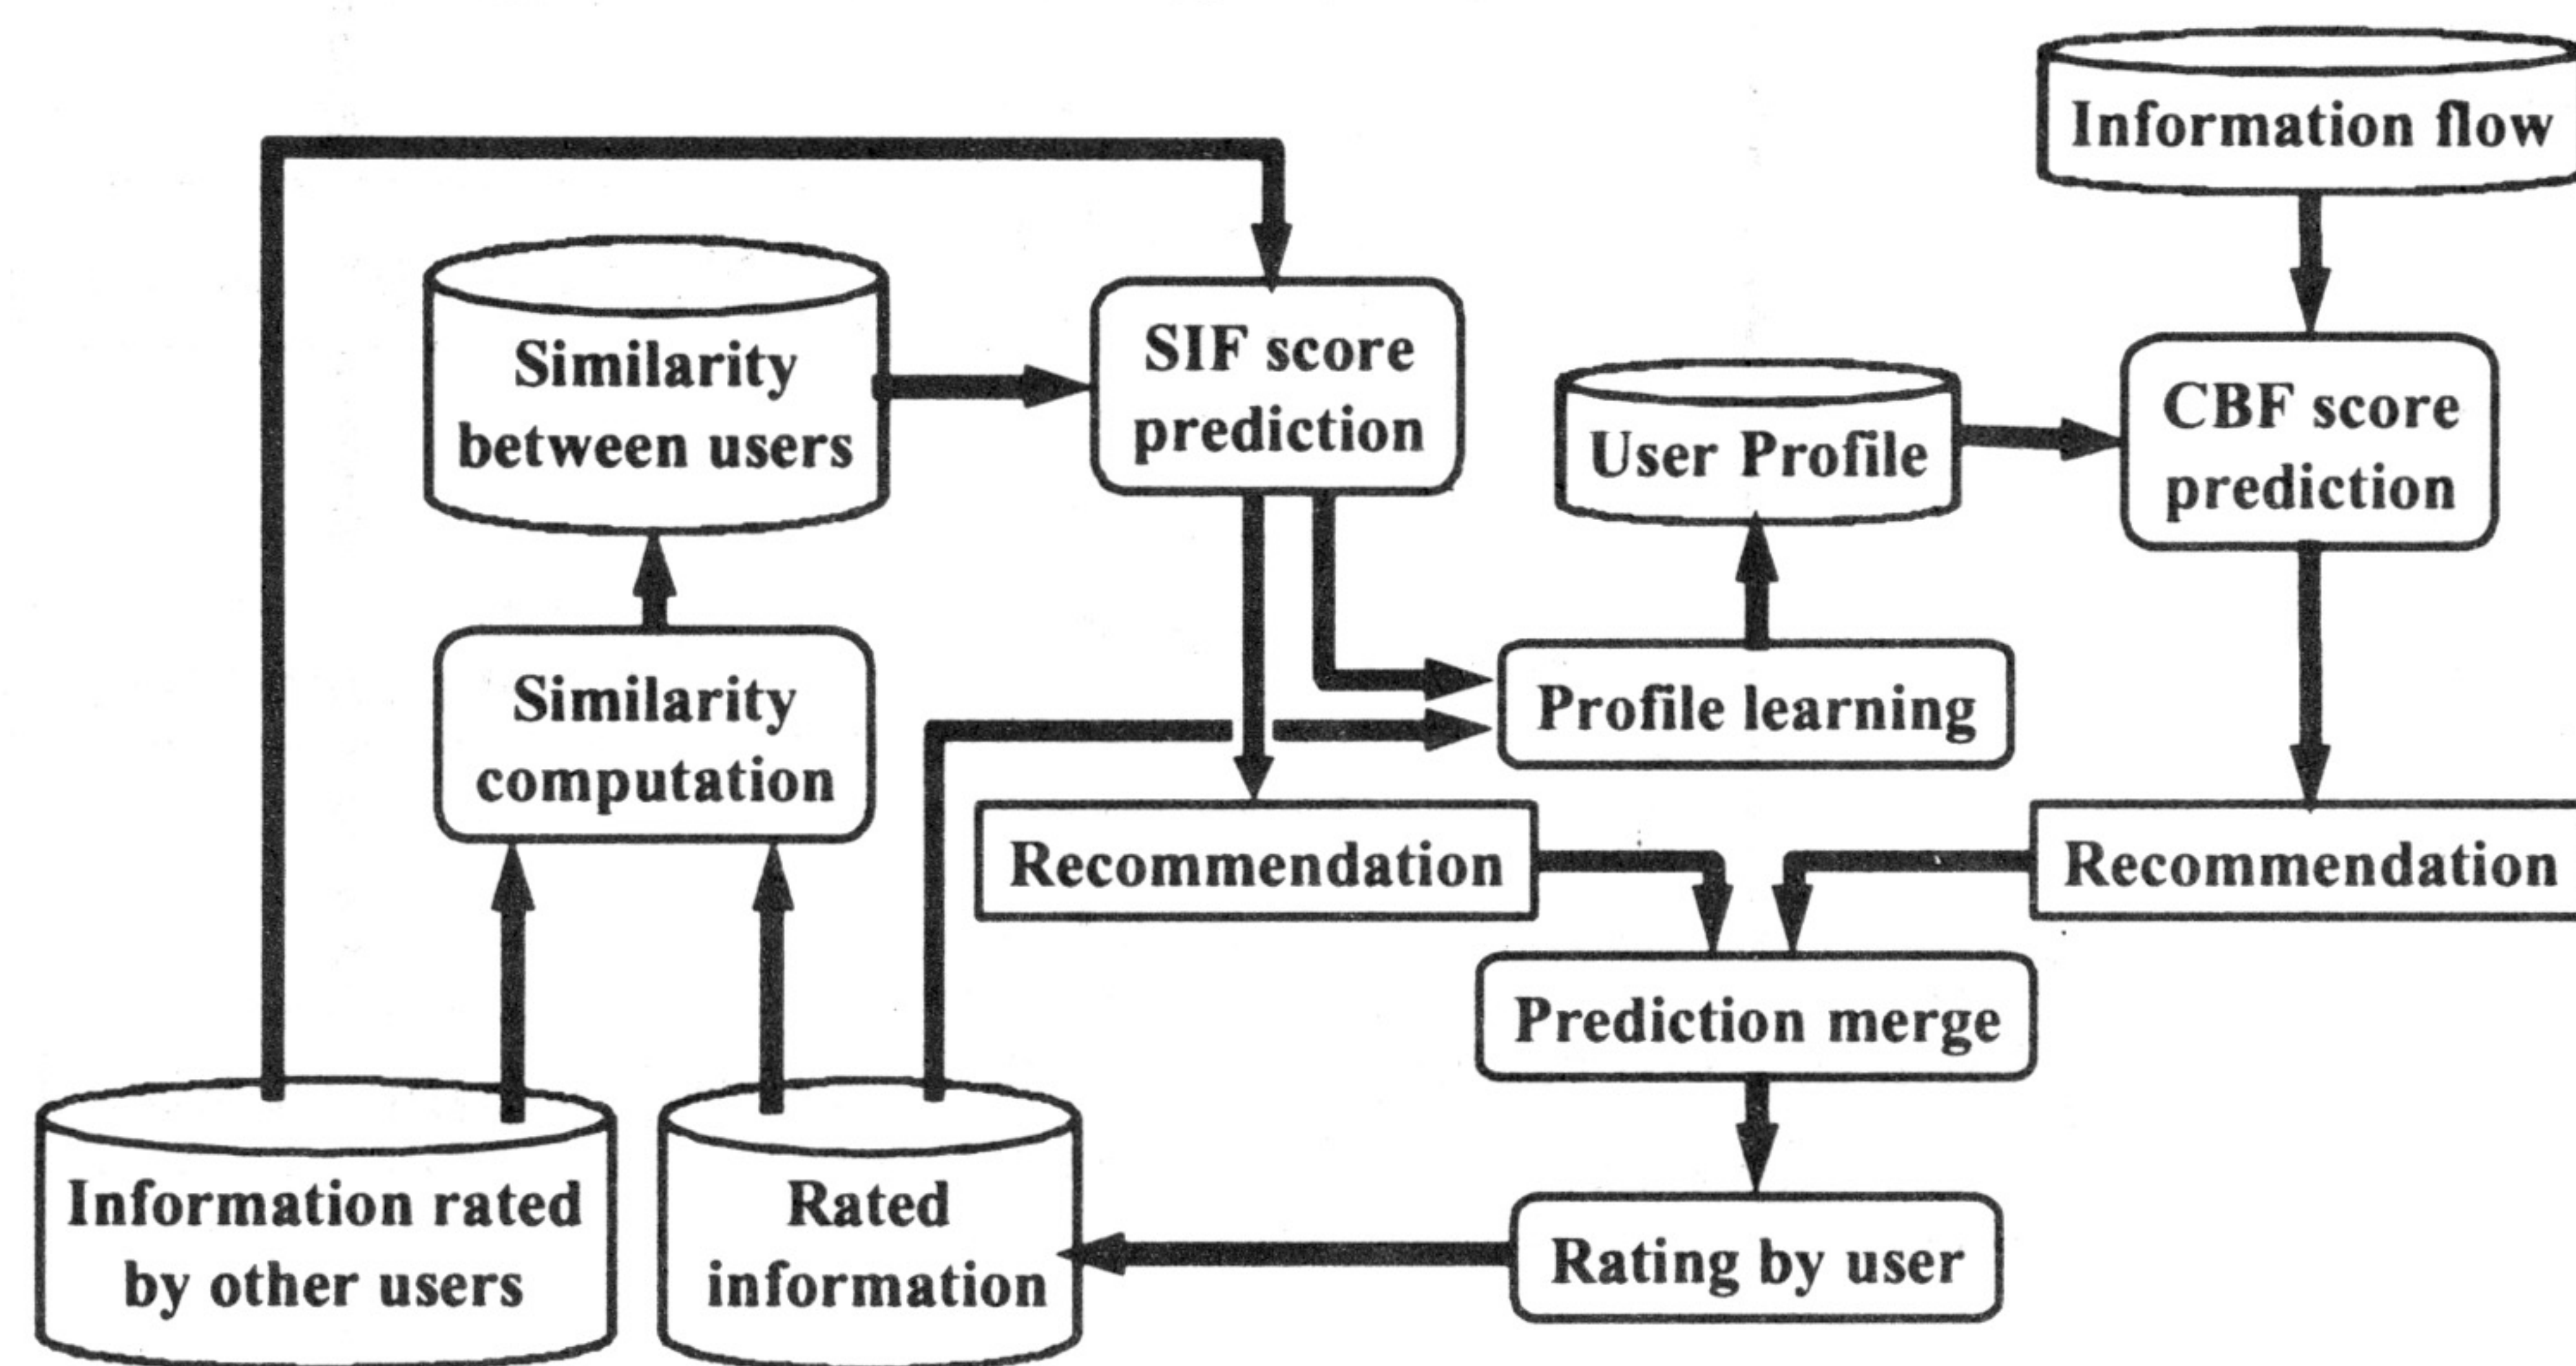 Information flow
Similarity
between users
SIF score
prediction
User Profile
CBF score
prediction
Similarity
computation
Profile learning
Recommendation
Recommendation
Prediction merge
Information rated
by other users
Rated
information
Rating by user